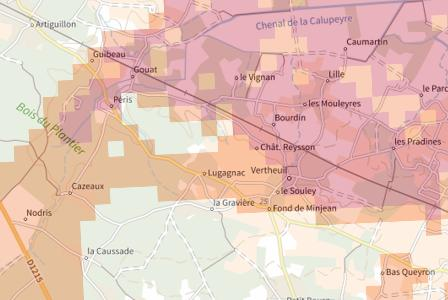 Artiguillon
Chenal de la Calupeyre
Guibeau
Caumartin
Gouat
le Vignan
Lille
Péris
les Mouleyres
Bois du Plantier
Bourdin
les Pradines
Chât. Reysson
Lugagnac
Vertheuil
Cazeaux
le Souley
la Gravière
25
Fond de Minjean
Nodris
la Caussade
D1215
Bas Queyron